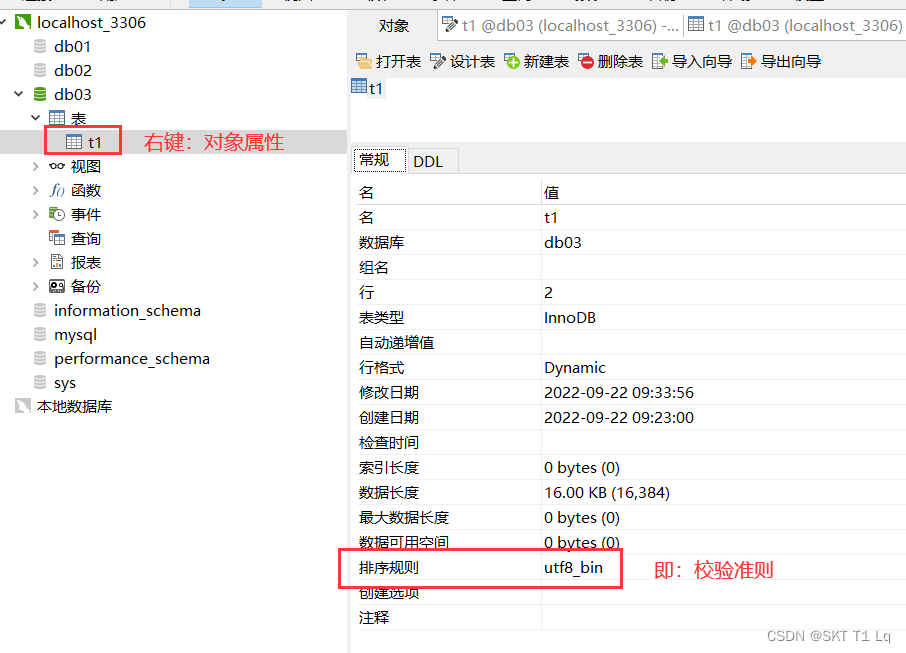 localhost_3306
db01
db02
db03
表
t1
右键：对象属性
视图
函数
事件
查询
报表
备份
information_schema
mysql
performance_schema
sys
本地数据库
对象
t1 @db03 (localhost_3306) -...
t1 @db03 (localhost_3306)
打开表 设计表 新建表 删除表 导入向导 导出向导
t1
常规 DDL
名 值
名 t1
数据库 db03
组名
行 2
表类型 InnoDB
自动递增值
行格式 Dynamic
修改日期 2022-09-22 09:33:56
创建日期 2022-09-22 09:23:00
检查时间
索引长度 0 bytes (0)
数据长度 16.00 KB (16,384)
最大数据长度 0 bytes (0)
数据可用空间 0 bytes (0)
排序规则 utf8_bin 即：校验准则
创建选项
注释
CSDN @SKT T1 Lq